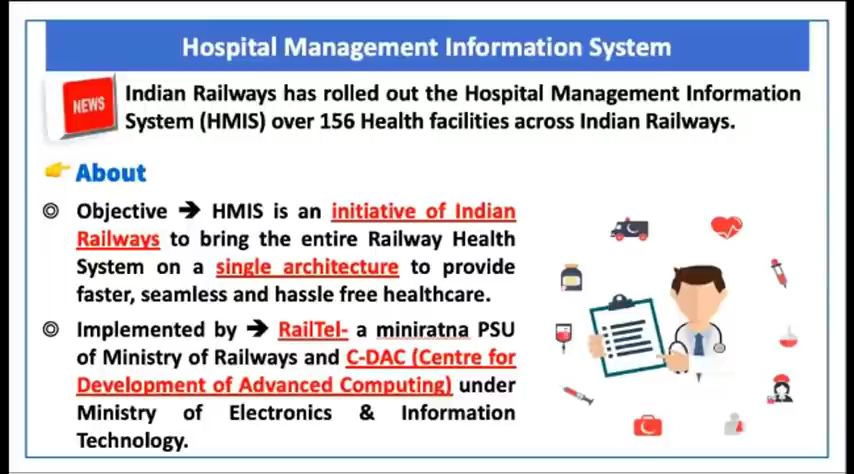 Hospital Management Information System
NEWS
Indian Railways has rolled out the Hospital Management Information
System (HMIS) over 156 Health facilities across Indian Railways.
About
Objective ➔ HMIS is an initiative of Indian
Railways to bring the entire Railway Health
System on a single architecture to provide
faster, seamless and hassle free healthcare.
Implemented by ➔ RailTel- a miniratna PSU
of Ministry of Railways and C-DAC (Centre for
Development of Advanced Computing) under
Ministry of Electronics & Information
Technology.